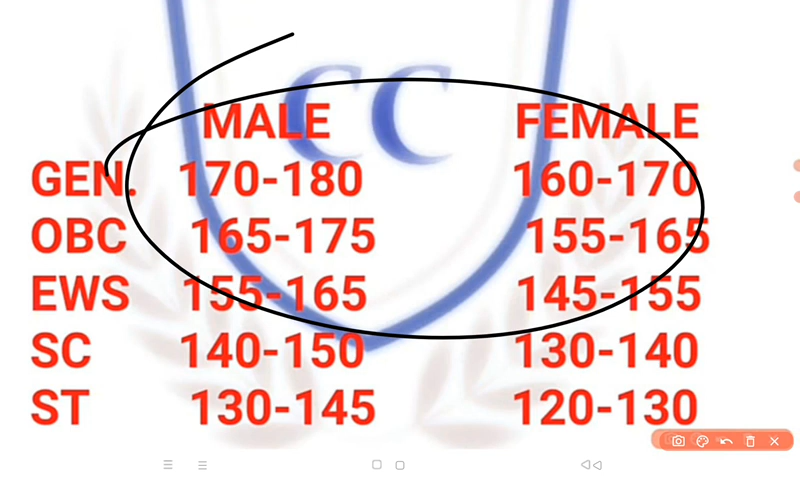 CC
MALE FEMALE
GEN. 170-180 160-170
OBC 165-175 155-165
EWS 155-165 145-155
SC 140-150 130-140
ST 130-145 120-130